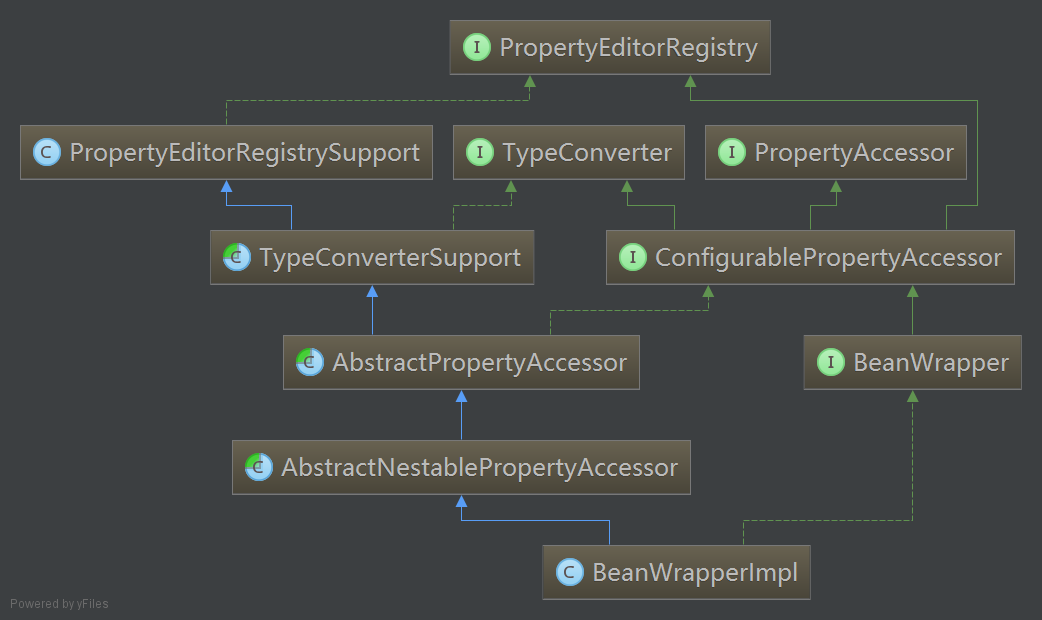 I PropertyEditorRegistry
C PropertyEditorRegistrySupport
I TypeConverter
I PropertyAccessor
C TypeConverterSupport
I ConfigurablePropertyAccessor
C AbstractPropertyAccessor
I BeanWrapper
C AbstractNestablePropertyAccessor
C BeanWrapperImpl
Powered by yFiles